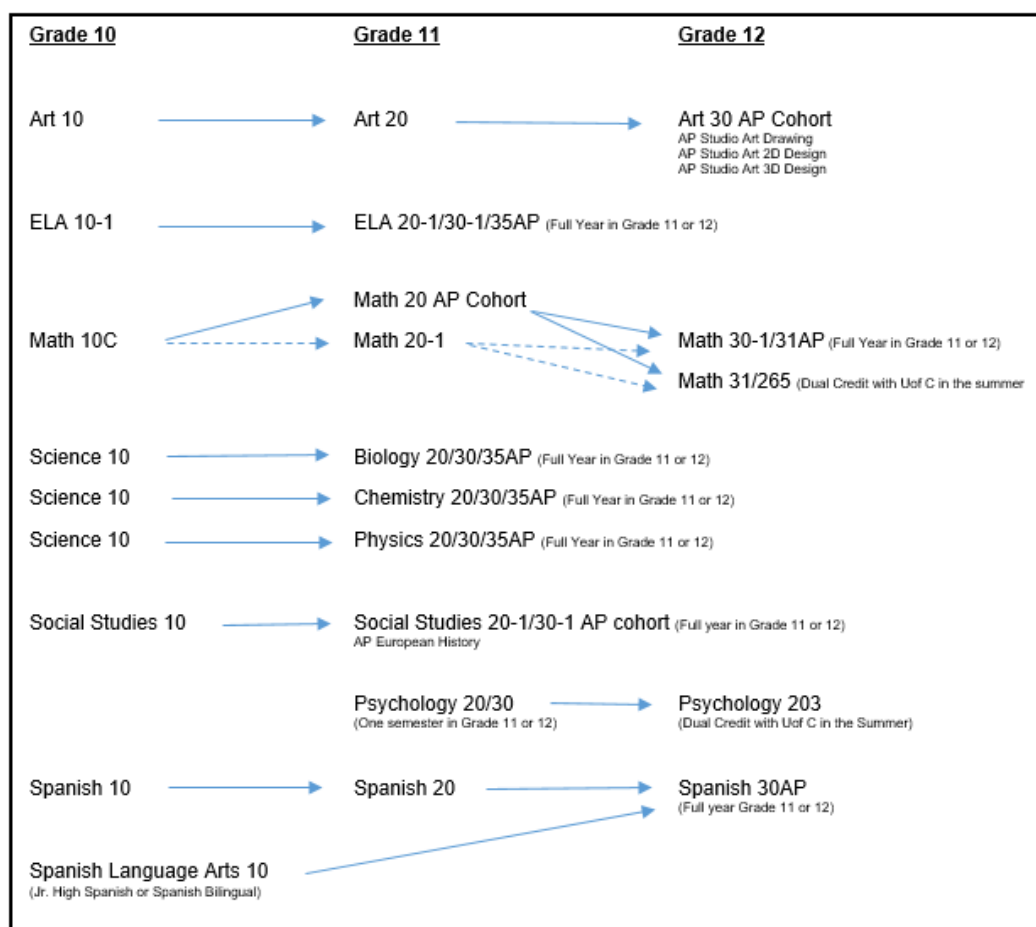 Grade 10 Grade 11 Grade 12
Art 10 Art 20 Art 30 AP Cohort
AP Studio Art Drawing
AP Studio Art 2D Design
AP Studio Art 3D Design
ELA 10-1 ELA 20-1/30-1/35AP (Full Year in Grade 11 or 12)
Math 20 AP Cohort
Math 10C Math 20-1 Math 30-1/31AP (Full Year in Grade 11 or 12)
Math 31/265 (Dual Credit with Uof C in the summer
Science 10 Biology 20/30/35AP (Full Year in Grade 11 or 12)
Science 10 Chemistry 20/30/35AP (Full Year in Grade 11 or 12)
Science 10 Physics 20/30/35AP (Full Year in Grade 11 or 12)
Social Studies 10 Social Studies 20-1/30-1 AP cohort (Full year in Grade 11 or 12)
AP European History
Psychology 20/30 Psychology 203
(One semester in Grade 11 or 12) (Dual Credit with Uof C in the Summer)
Spanish 10 Spanish 20 Spanish 30AP
(Full year Grade 11 or 12)
Spanish Language Arts 10
(Jr. High Spanish or Spanish Bilingual)